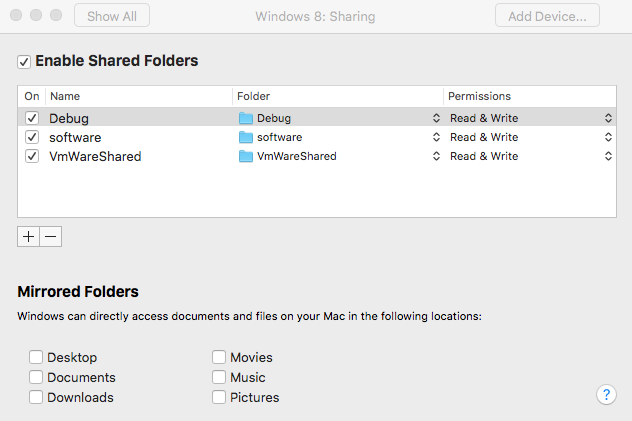 Show All Windows 8: Sharing Add Device...
Enable Shared Folders
On Name Folder Permissions
Debug Debug Read & Write
software software Read & Write
VmWareShared VmWareShared Read & Write
+ −
Mirrored Folders
Windows can directly access documents and files on your Mac in the following locations:
Desktop Movies
Documents Music
Downloads Pictures
?